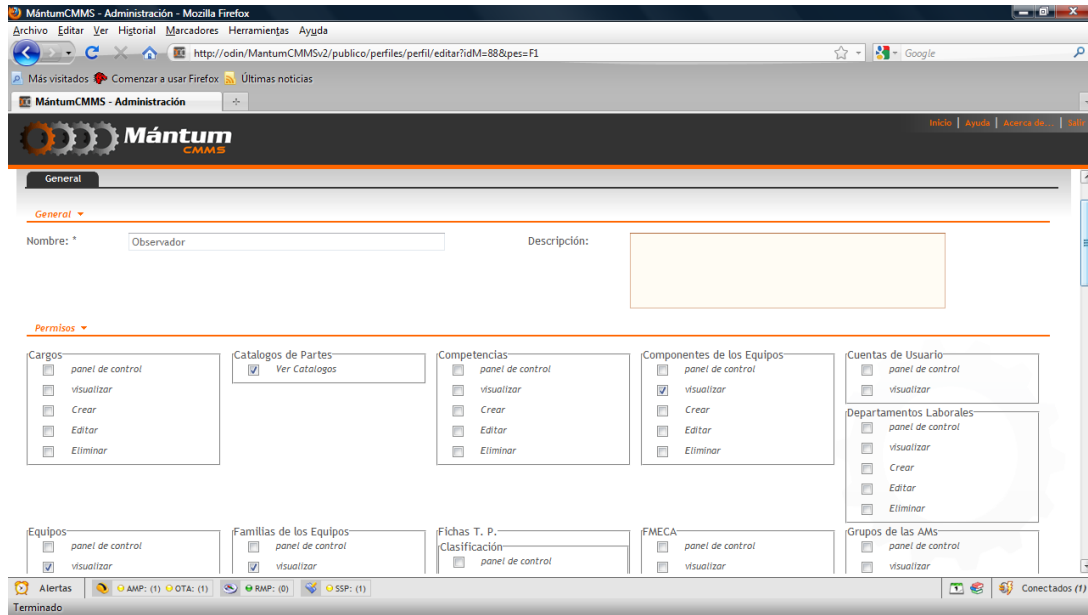 MántumCMMS - Administración - Mozilla Firefox
Archivo Editar Ver Historial Marcadores Herramientas Ayuda
http://odin/MantumCMMSv2/publico/perfiles/perfil/editar?idM=88&pes=F1
Google
Más visitados Comenzar a usar Firefox Últimas noticias
MántumCMMS - Administración
Mántum CMMS
Inicio | Ayuda | Acerca de... | Salir
General
General
Nombre: * Observador Descripción:
Permisos
Cargos
panel de control
visualizar
Crear
Editar
Eliminar
Catalogos de Partes
Ver Catalogos
Competencias
panel de control
visualizar
Crear
Editar
Eliminar
Componentes de los Equipos
panel de control
visualizar
Crear
Editar
Eliminar
Cuentas de Usuario
panel de control
visualizar
Departamentos Laborales
panel de control
visualizar
Crear
Editar
Eliminar
Equipos
panel de control
visualizar
Familias de los Equipos
panel de control
visualizar
Fichas T. P.
Clasificación
panel de control
FMECA
panel de control
visualizar
Grupos de las AMs
panel de control
visualizar
Alertas AMP: (1) OTA: (1) RMP: (0) SSP: (1) Conectados (1)
Terminado